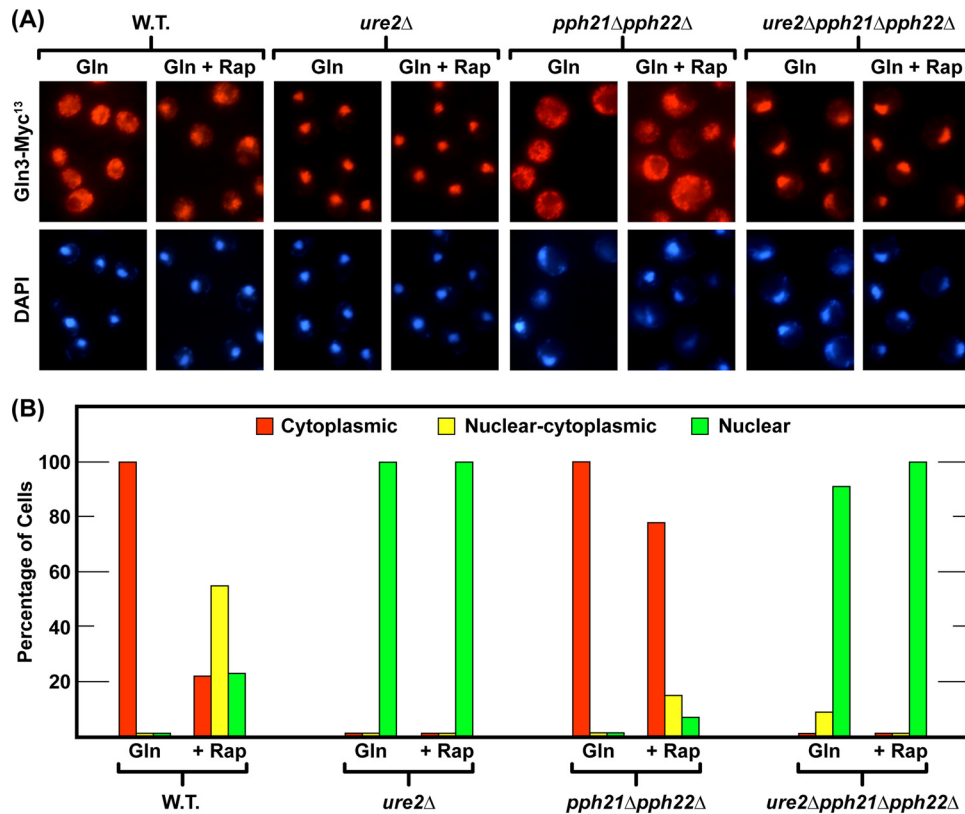 (A)
W.T. ure2Δ pph21Δpph22Δ ure2Δpph21Δpph22Δ
Gln Gln + Rap Gln Gln + Rap Gln Gln + Rap Gln Gln + Rap
Gln3-Myc¹³
DAPI
(B)
Cytoplasmic Nuclear-cytoplasmic Nuclear
Percentage of Cells
100
80
60
40
20
Gln + Rap Gln + Rap Gln + Rap Gln + Rap
W.T. ure2Δ pph21Δpph22Δ ure2Δpph21Δpph22Δ